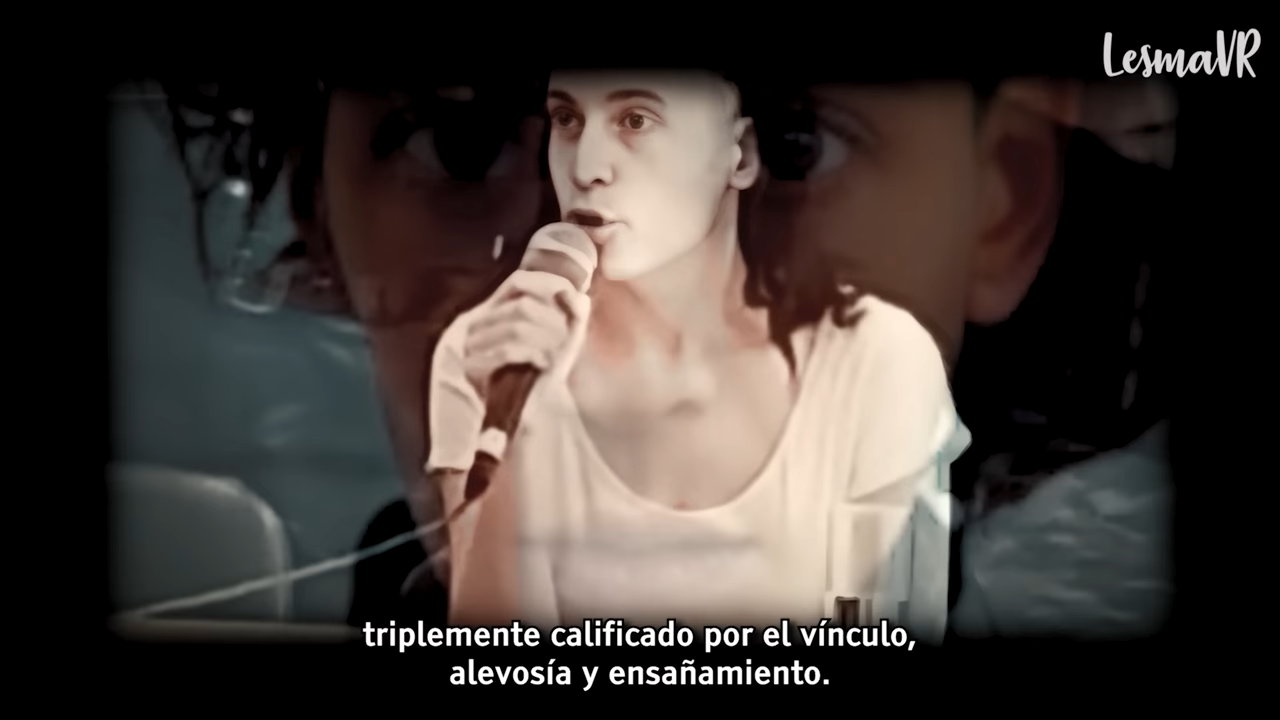 LesmaVR
triplemente calificado por el vínculo,
alevosía y ensañamiento.